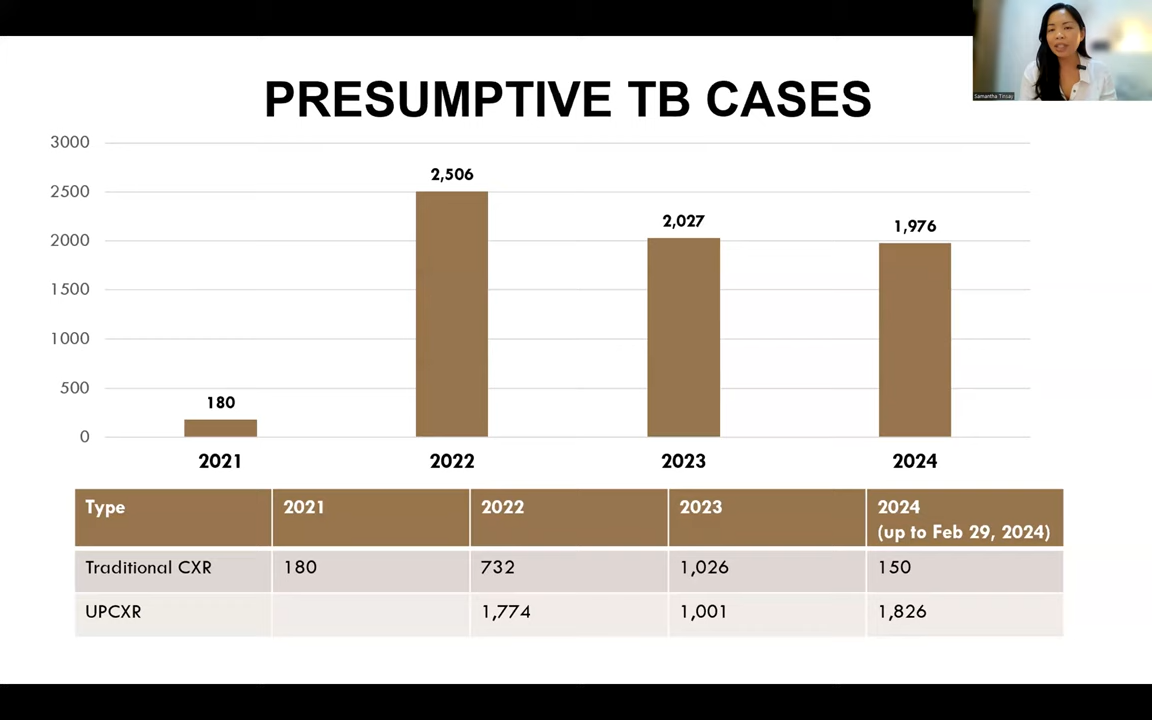 PRESUMPTIVE TB CASES
Samantha Tinsay
3000
2500
2000
1500
1000
500
0
180
2,506
2,027
1,976
2021 2022 2023 2024
Type 2021 2022 2023 2024
(up to Feb 29, 2024)
Traditional CXR 180 732 1,026 150
UPCXR 1,774 1,001 1,826